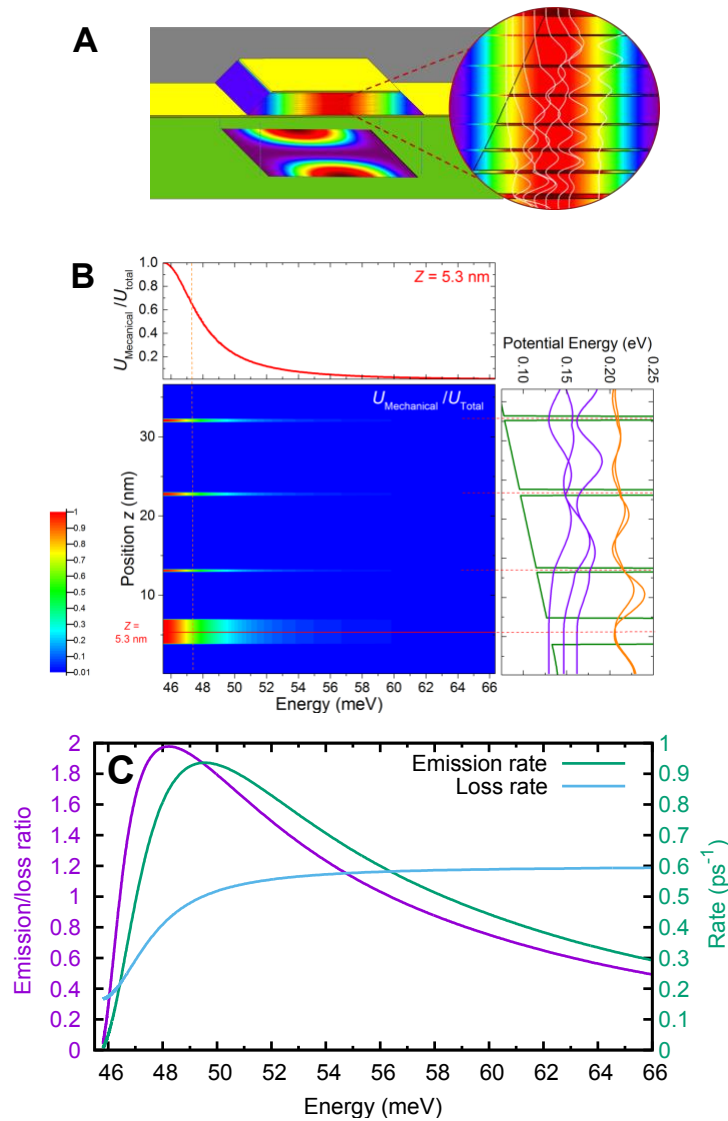 A
B
1.0
0.8
0.6
0.4
0.2
U_Mecanical /U_total
Z = 5.3 nm
Potential Energy (eV)
0.10
0.15
0.20
0.25
U_Mechanical /U_Total
30
20
10
Position z (nm)
Z =
5.3 nm
1
0.9
0.8
0.7
0.6
0.5
0.4
0.3
0.2
0.1
0.01
46 48 50 52 54 56 58 60 62 64 66
Energy (meV)
C
Emission rate
Loss rate
2
1.8
1.6
1.4
1.2
1
0.8
0.6
0.4
0.2
0
Emission/loss ratio
1
0.9
0.8
0.7
0.6
0.5
0.4
0.3
0.2
0.1
0
Rate (ps⁻¹)
46 48 50 52 54 56 58 60 62 64 66
Energy (meV)